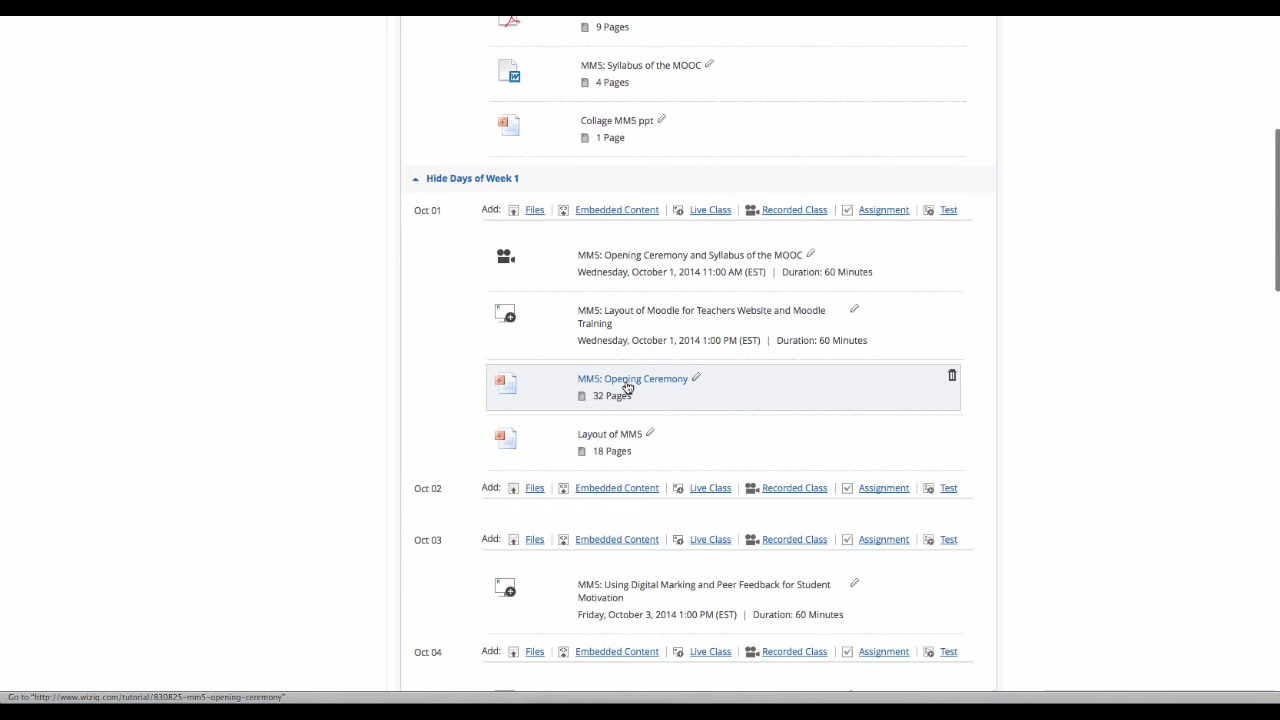 9 Pages
MM5: Syllabus of the MOOC
4 Pages
Collage MM5 ppt
1 Page
Hide Days of Week 1
Oct 01 Add: Files | Embedded Content | Live Class | Recorded Class | Assignment | Test
MM5: Opening Ceremony and Syllabus of the MOOC
Wednesday, October 1, 2014 11:00 AM (EST) | Duration: 60 Minutes
MM5: Layout of Moodle for Teachers Website and Moodle
Training
Wednesday, October 1, 2014 1:00 PM (EST) | Duration: 60 Minutes
MM5: Opening Ceremony
32 Pages
Layout of MM5
18 Pages
Oct 02 Add: Files | Embedded Content | Live Class | Recorded Class | Assignment | Test
Oct 03 Add: Files | Embedded Content | Live Class | Recorded Class | Assignment | Test
MM5: Using Digital Marking and Peer Feedback for Student
Motivation
Friday, October 3, 2014 1:00 PM (EST) | Duration: 60 Minutes
Oct 04 Add: Files | Embedded Content | Live Class | Recorded Class | Assignment | Test
Go to "http://www.wiziq.com/tutorial/830825-mm5-opening-ceremony"